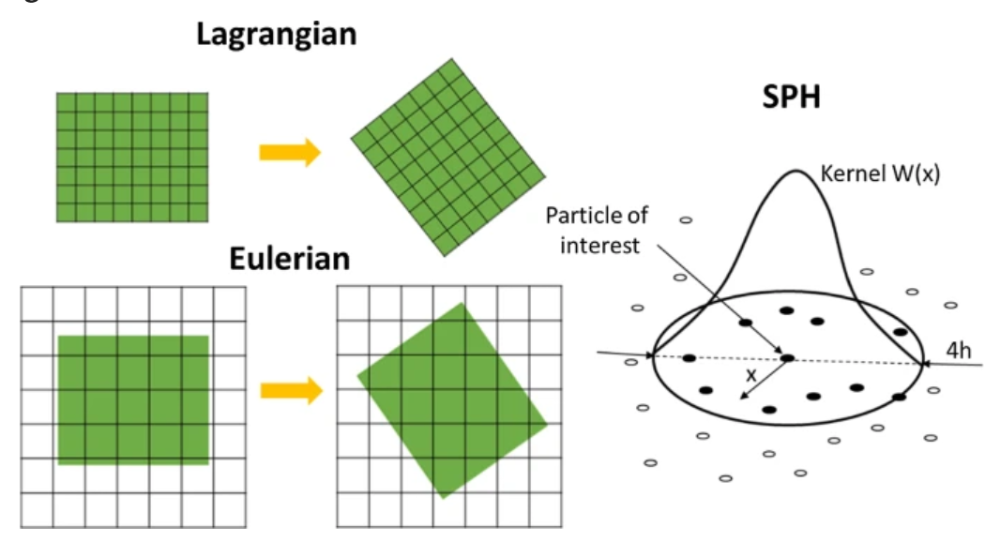 Lagrangian
Eulerian
SPH
Kernel W(x)
Particle of
interest
x
4h